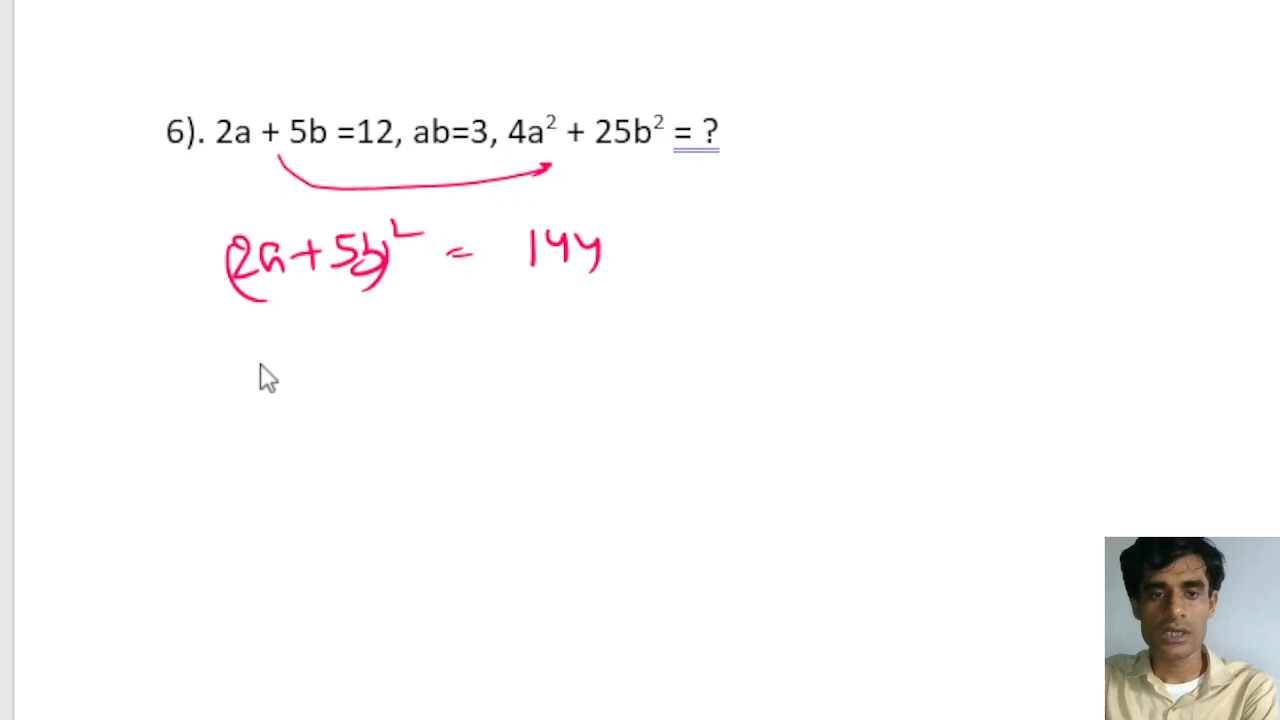 6). 2a + 5b =12, ab=3, 4a² + 25b² = ?
(2a+5b)² = 144